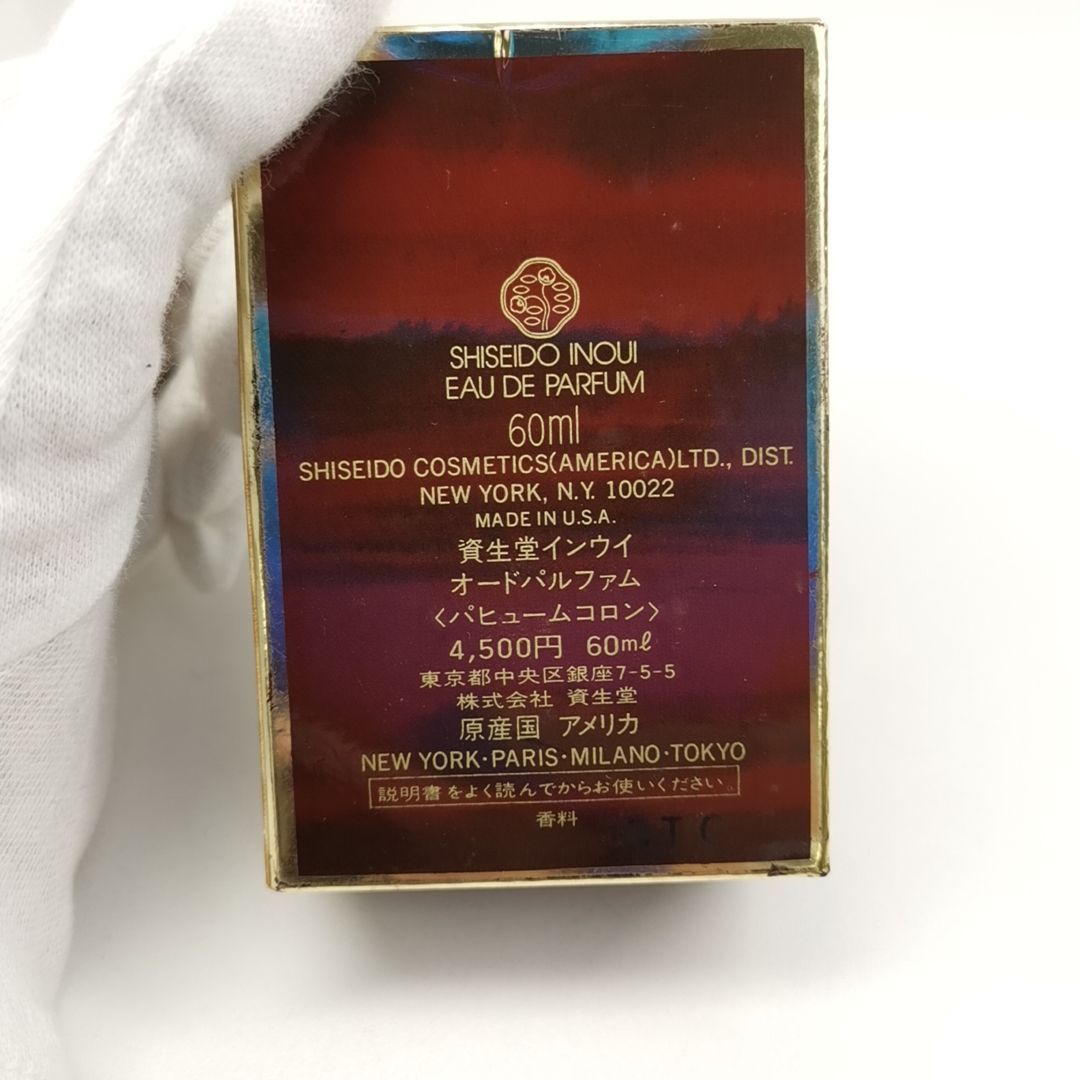 SHISEIDO INOUI
EAU DE PARFUM
60ml
SHISEIDO COSMETICS(AMERICA)LTD., DIST.
NEW YORK, N.Y. 10022
MADE IN U.S.A.
資生堂インウイ
オードパルファム
〈パヒュームコロン〉
4,500円 60mℓ
東京都中央区銀座7-5-5
株式会社 資生堂
原産国 アメリカ
NEW YORK・PARIS・MILANO・TOKYO
説明書をよく読んでからお使いください。
香料